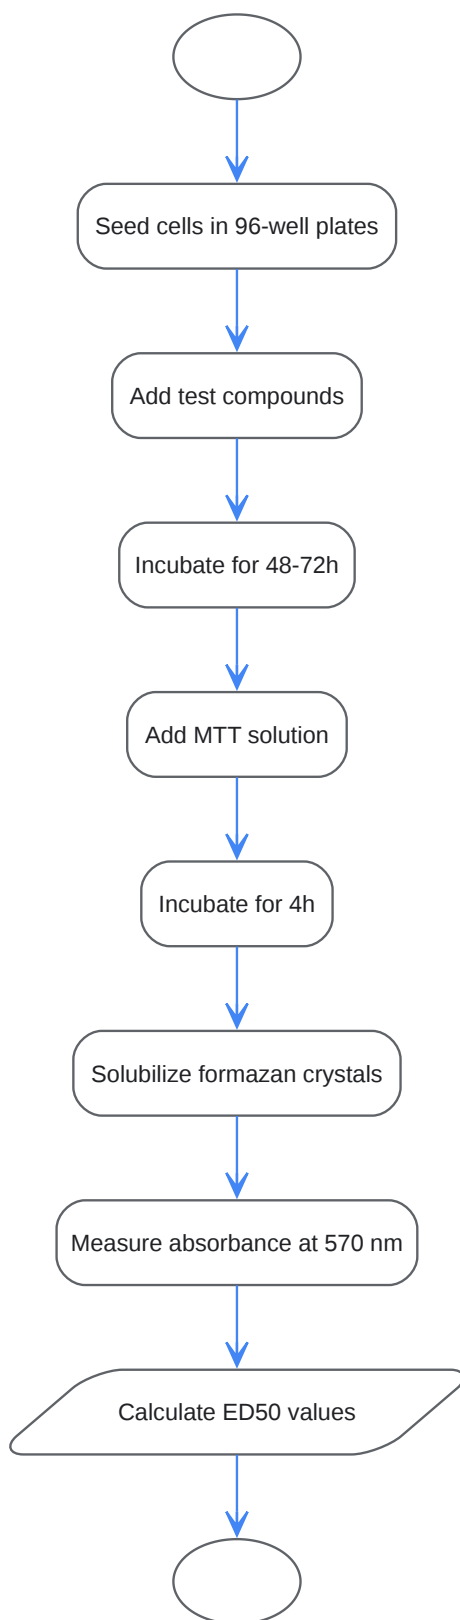 Seed cells in 96-well plates
Add test compounds
Incubate for 48-72h
Add MTT solution
Incubate for 4h
Solubilize formazan crystals
Measure absorbance at 570 nm
Calculate ED50 values